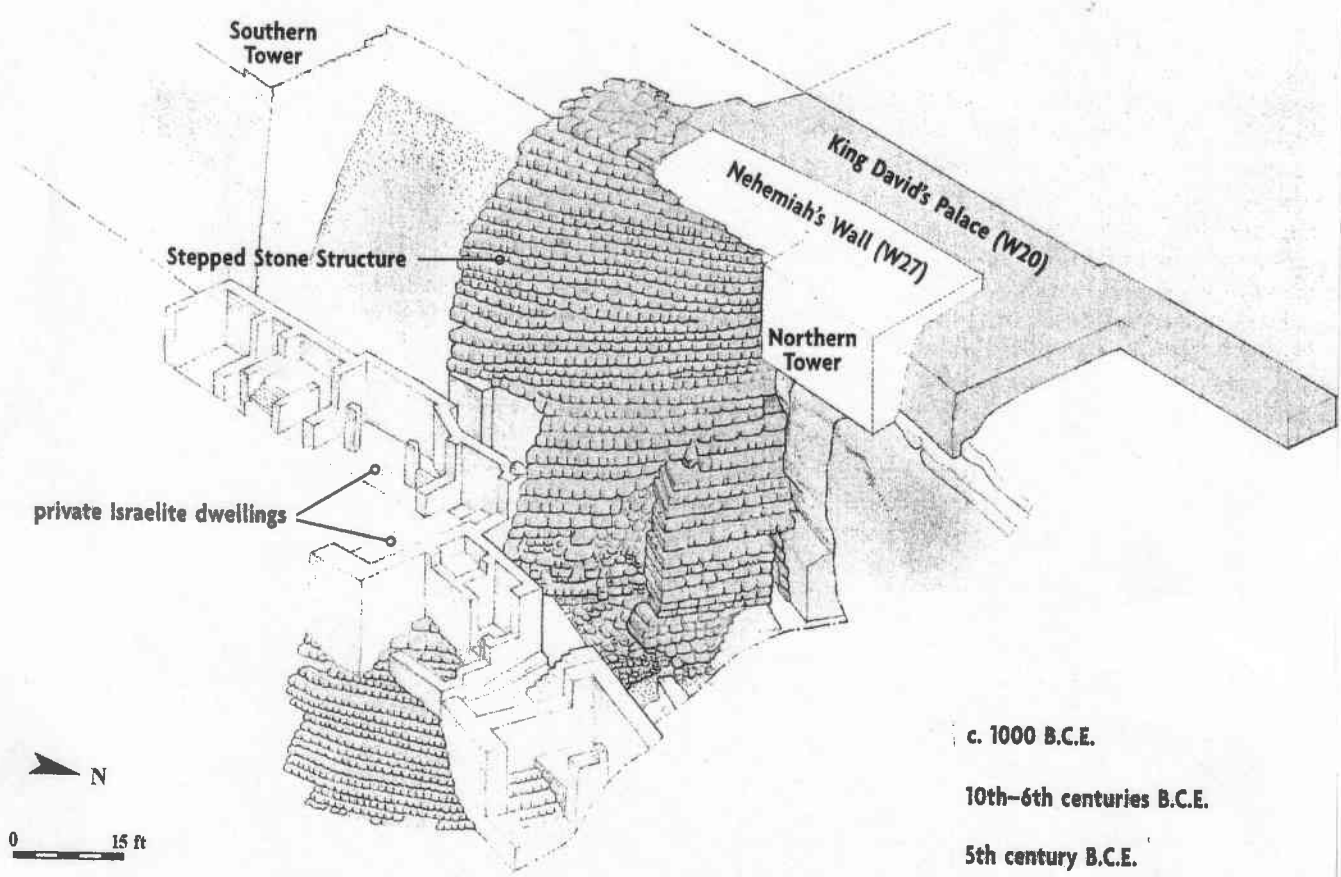 Southern
Tower
King David's Palace (W20)
Nehemiah's Wall (W27)
Stepped Stone Structure
Northern
Tower
private Israelite dwellings
c. 1000 B.C.E.
N
10th–6th centuries B.C.E.
0 15 ft
5th century B.C.E.